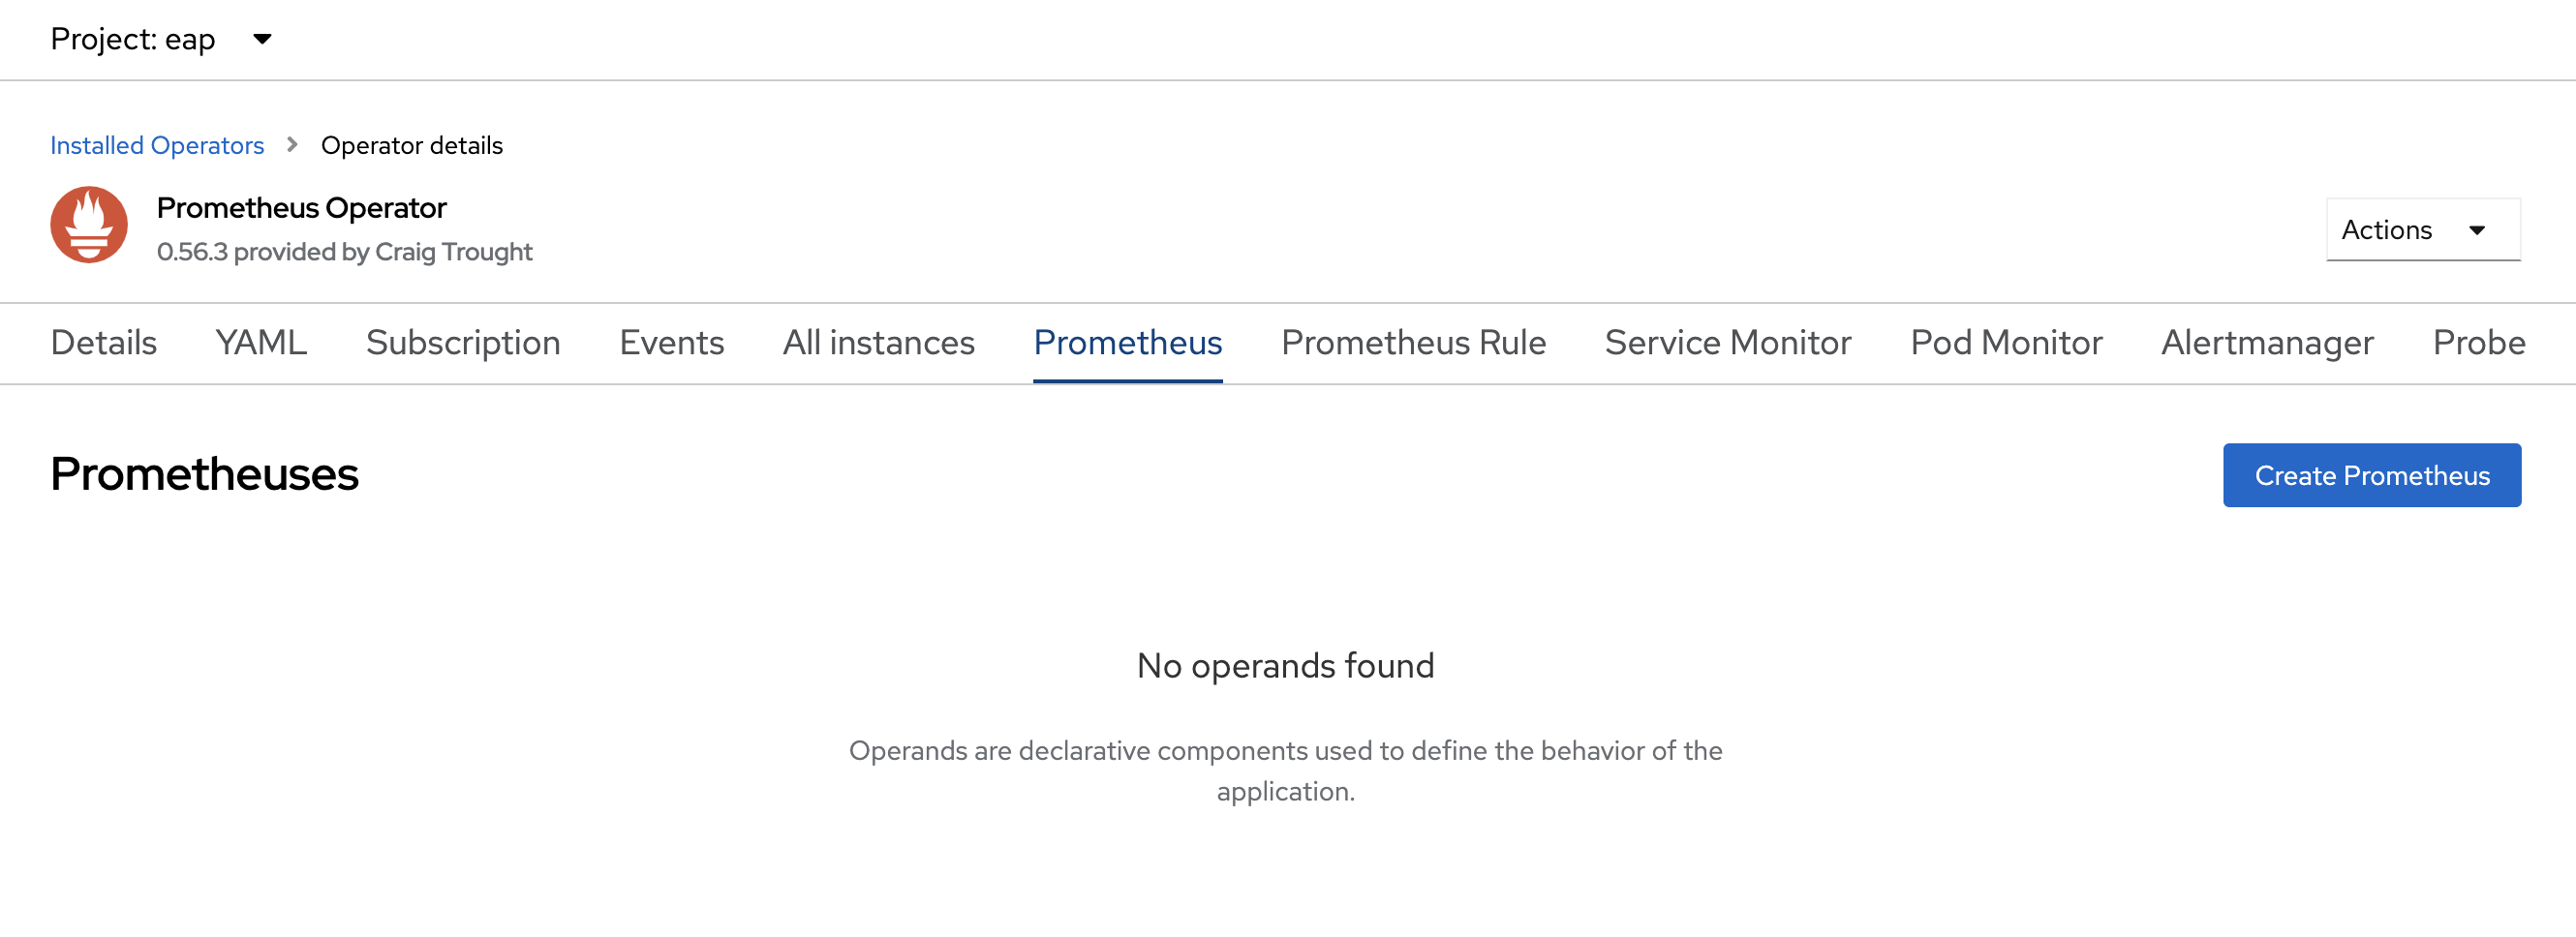 Project: eap
Installed Operators > Operator details
Prometheus Operator
0.56.3 provided by Craig Trought
Actions
Details YAML Subscription Events All instances Prometheus Prometheus Rule Service Monitor Pod Monitor Alertmanager Probe
Prometheuses
Create Prometheus
No operands found
Operands are declarative components used to define the behavior of the
application.